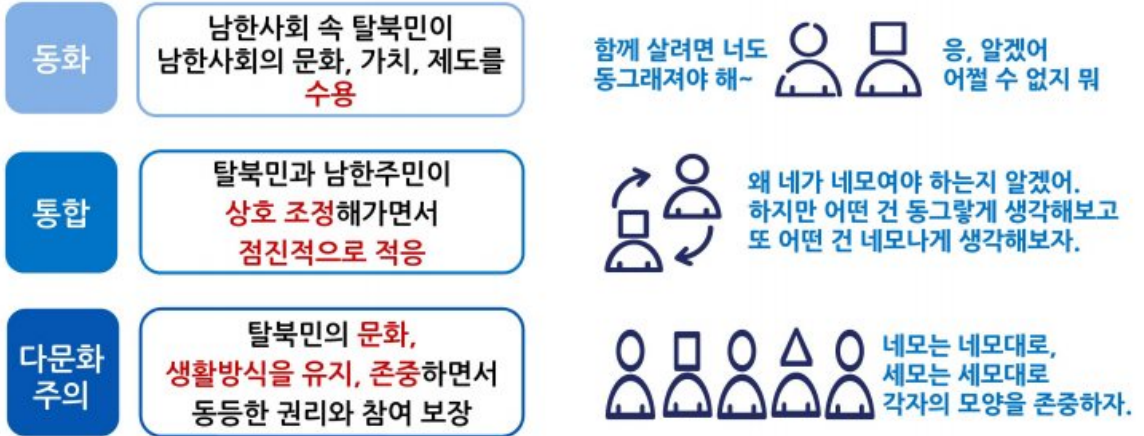 동화
남한사회 속 탈북민이
남한사회의 문화, 가치, 제도를
수용
함께 살려면 너도
동그래져야 해~
응, 알겠어
어쩔 수 없지 뭐
통합
탈북민과 남한주민이
상호 조정해가면서
점진적으로 적응
왜 네가 네모여야 하는지 알겠어.
하지만 어떤 건 동그랗게 생각해보고
또 어떤 건 네모나게 생각해보자.
다문화
주의
탈북민의 문화,
생활방식을 유지, 존중하면서
동등한 권리와 참여 보장
네모는 네모대로,
세모는 세모대로
각자의 모양을 존중하자.